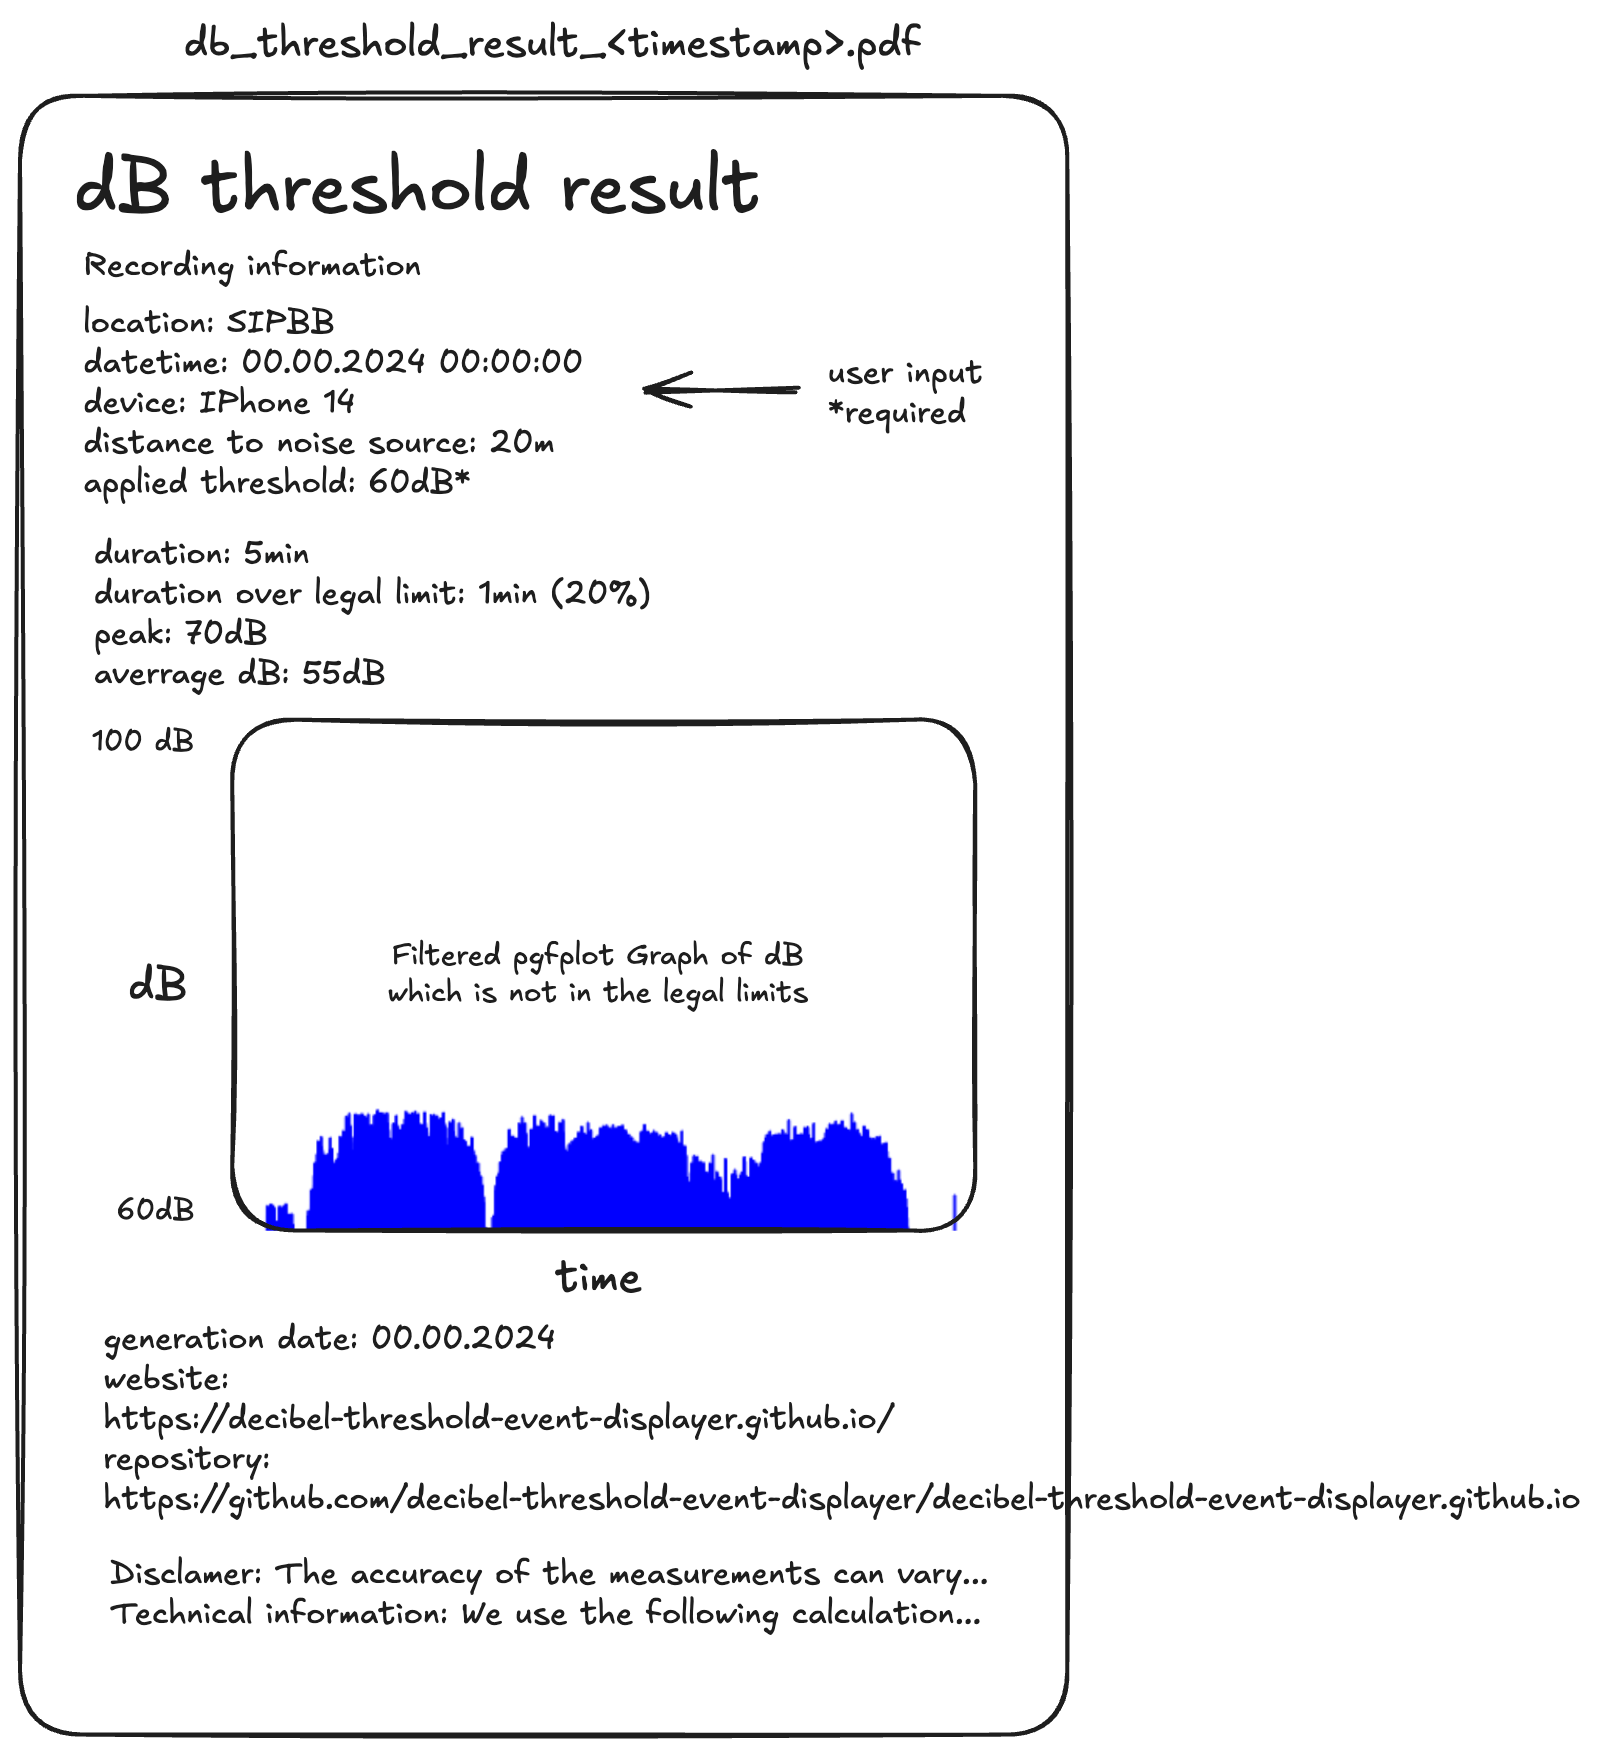 db_threshold_result_<timestamp>.pdf
dB threshold result
Recording information
location: SIPBB
datetime: 00.00.2024 00:00:00
device: IPhone 14
distance to noise source: 20m
applied threshold: 60dB*
user input
*required
duration: 5min
duration over legal limit: 1min (20%)
peak: 70dB
averrage dB: 55dB
100 dB
Filtered pgfplot Graph of dB
which is not in the legal limits
dB
60dB
time
generation date: 00.00.2024
website:
https://decibel-threshold-event-displayer.github.io/
repository:
https://github.com/decibel-threshold-event-displayer/decibel-threshold-event-displayer.github.io
Disclamer: The accuracy of the measurements can vary...
Technical information: We use the following calculation...